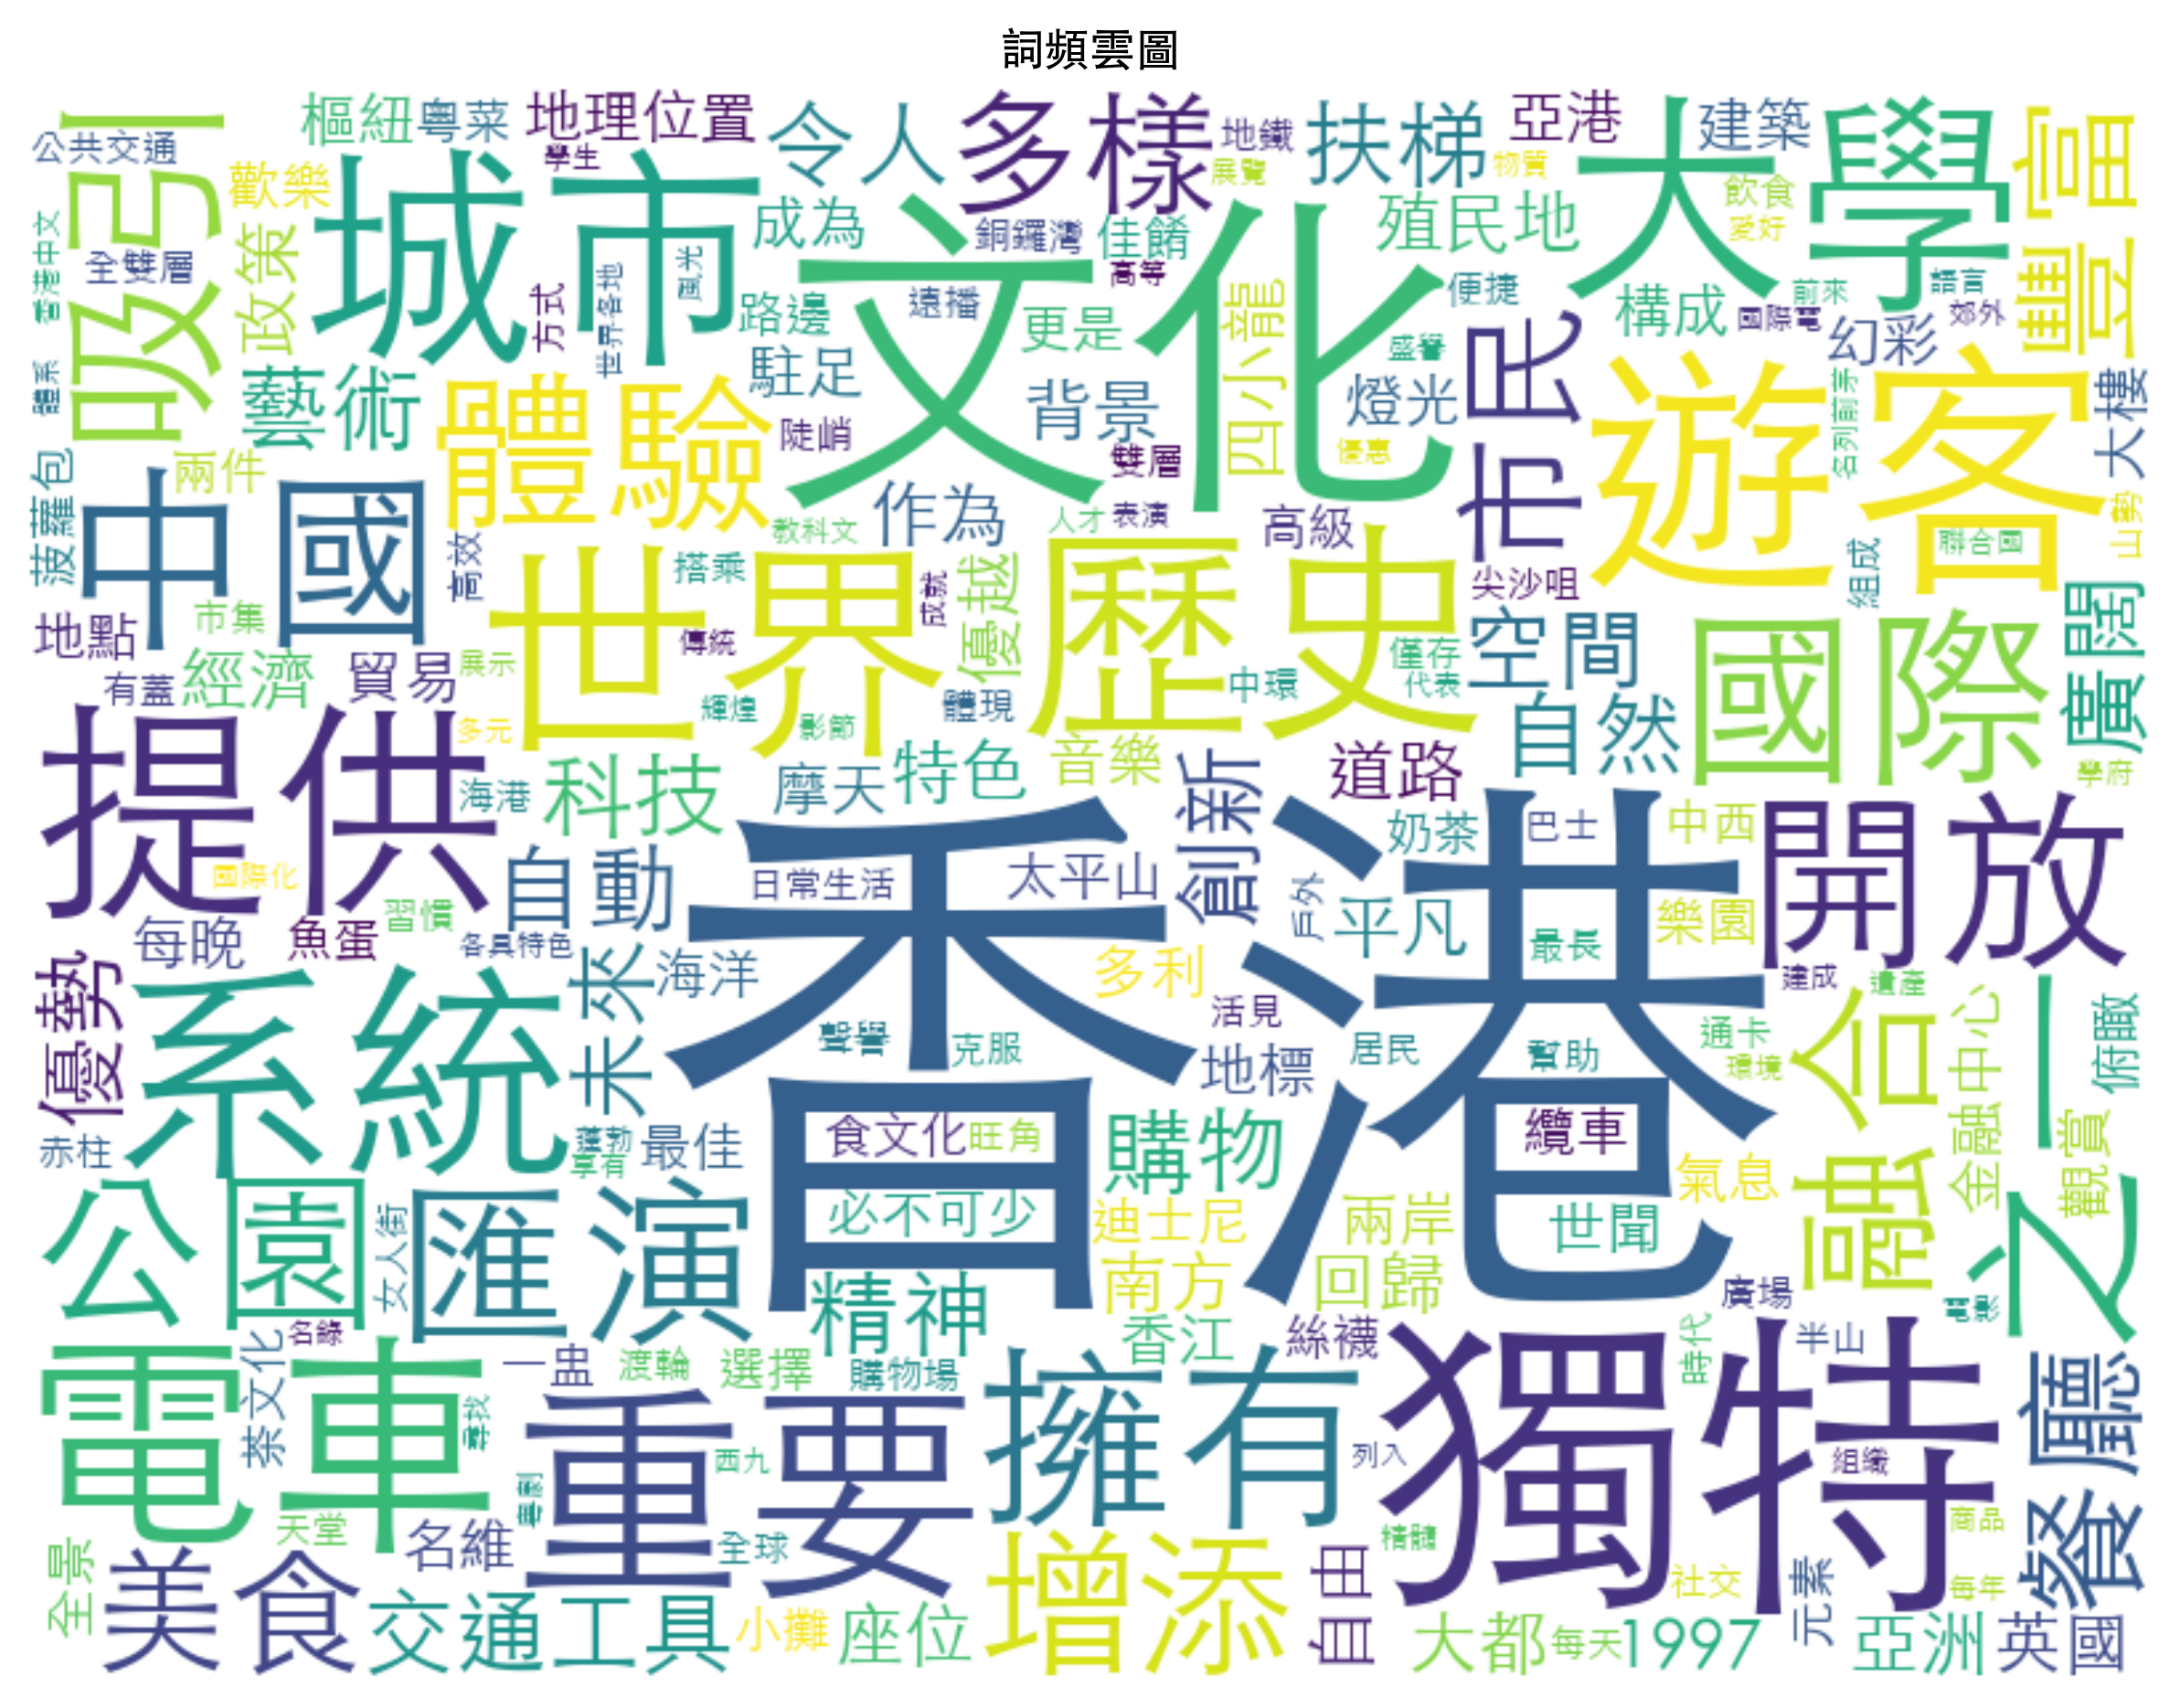 詞頻雲圖
公共交通
吸引
樞紐
粵菜
地理位置
令人
多樣
地鐵
扶梯
亞港
建築
大學
豐富
歡樂
學生
城市
展覽
物質
飲食
愛好
香港中文
全雙層
政策
方式
世界各地
風光
成為
文化
銅鑼灣
佳餚
高等
殖民地
便捷
構成
前來
國際電
語言
郊外
路邊
遠播
更是
四小龍
盛譽
市民
幻彩
體系
藝術
體驗
駐足
背景
燈光
遊客
名列前茅
大樓
陡峭
雙層
優惠
菠蘿包
兩件
中國
高效
作為
教科文
人才
表演
高級
聯合國
山勢
組成
世界
搭乘
成就
優越
歷史
尖沙咀
地點
市集
傳統
僅存
空間
國際
廣闊
有蓋
經濟
貿易
展示
中環
代表
自然
提供
多元
輝煌
影節
體現
音樂
道路
學府
海港
科技
摩天
特色
創新
奶茶
巴士
中西
開放
國際化
自動
日常生活
太平山
香港
戶外
平凡
最長
樂園
每晚
魚蛋
習慣
各具特色
優勢
系統
未來
海洋
多利
活見
建成
遺產
融合
之一
金融中心
俯瞰
克服
地標
居民
幫助
通卡
環境
觀賞
赤柱
蓬勃
享有
最佳
食文化
旺角
購物
纜車
氣息
公園
女人街
匯演
必不可少
迪士尼
兩岸
世聞
精神
南方
回歸
廣場
電影
名錄
香江
絲襪
獨特
時代
半山
餐廳
電車
茶文化
尋找
一盅
渡輪
選擇
購物場
重要
擁有
西九
列入
組織
粵劇
天堂
名維
全球
增添
自由
精髓
商品
社交
每年
元素
全景
美食
交通工具
小攤
座位
大都
每天
1997
亞洲
英國